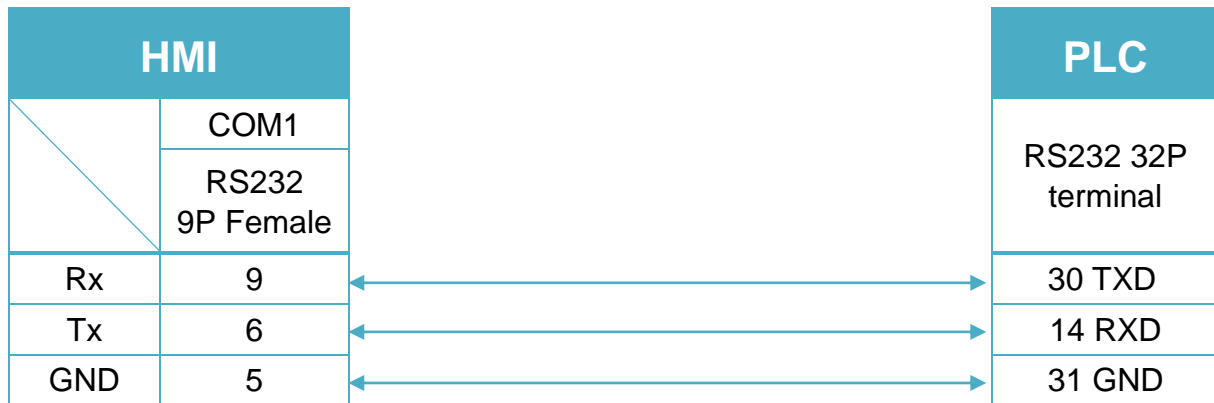 HMI
PLC
COM1
RS232
9P Female
RS232 32P
terminal
Rx 9 30 TXD
Tx 6 14 RXD
GND 5 31 GND